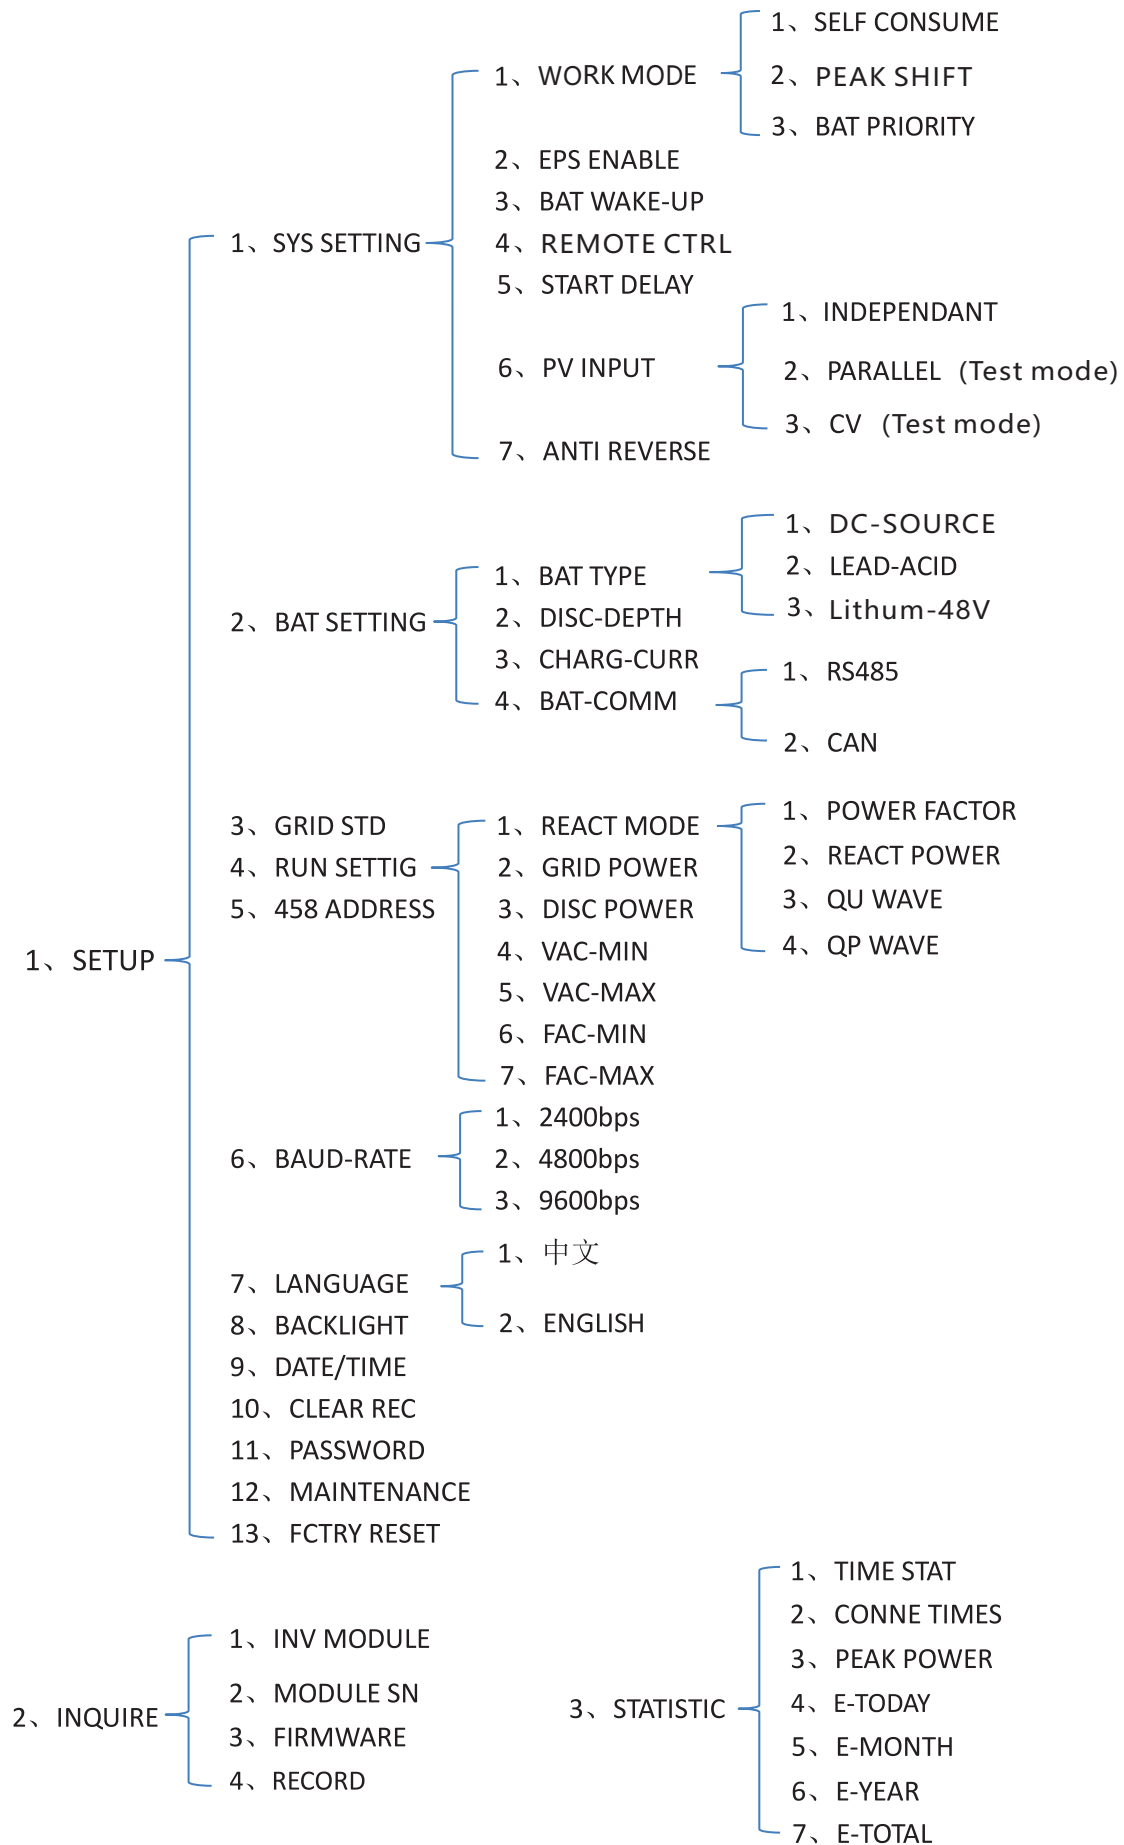 1、SETUP
1、SYS SETTING
1、WORK MODE
1、SELF CONSUME
2、PEAK SHIFT
3、BAT PRIORITY
2、EPS ENABLE
3、BAT WAKE-UP
4、REMOTE CTRL
5、START DELAY
6、PV INPUT
1、INDEPENDANT
2、PARALLEL (Test mode)
3、CV (Test mode)
7、ANTI REVERSE
2、BAT SETTING
1、BAT TYPE
1、DC-SOURCE
2、LEAD-ACID
3、Lithum-48V
2、DISC-DEPTH
3、CHARG-CURR
4、BAT-COMM
1、RS485
2、CAN
3、GRID STD
4、RUN SETTIG
1、REACT MODE
1、POWER FACTOR
2、REACT POWER
3、QU WAVE
4、QP WAVE
2、GRID POWER
3、DISC POWER
4、VAC-MIN
5、VAC-MAX
6、FAC-MIN
7、FAC-MAX
5、458 ADDRESS
6、BAUD-RATE
1、2400bps
2、4800bps
3、9600bps
7、LANGUAGE
1、中文
2、ENGLISH
8、BACKLIGHT
9、DATE/TIME
10、CLEAR REC
11、PASSWORD
12、MAINTENANCE
13、FCTRY RESET
2、INQUIRE
1、INV MODULE
2、MODULE SN
3、FIRMWARE
4、RECORD
3、STATISTIC
1、TIME STAT
2、CONNE TIMES
3、PEAK POWER
4、E-TODAY
5、E-MONTH
6、E-YEAR
7、E-TOTAL